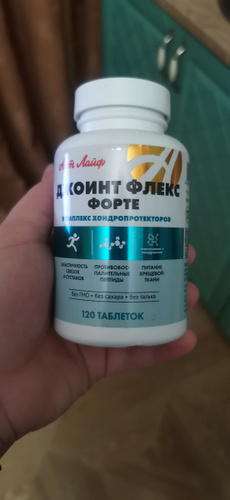 Арт Лайф
ДЖОИНТ ФЛЕКС
ФОРТЕ
КОМПЛЕКС ХОНДРОПРОТЕКТОРОВ
ЭЛАСТИЧНОСТЬ
СВЯЗОК
И СУСТАВОВ
ПРОТИВОВОС-
ПАЛИТЕЛЬНЫЕ
ПЕПТИДЫ
ПИТАНИЕ
ХРЯЩЕВОЙ
ТКАНИ
без ГМО • без сахара • без талька
120 ТАБЛЕТОК